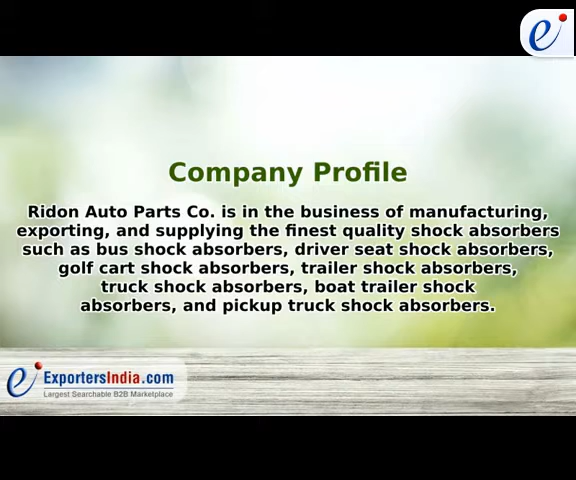 e
Company Profile
Ridon Auto Parts Co. is in the business of manufacturing,
exporting, and supplying the finest quality shock absorbers
such as bus shock absorbers, driver seat shock absorbers,
golf cart shock absorbers, trailer shock absorbers,
truck shock absorbers, boat trailer shock
absorbers, and pickup truck shock absorbers.
e ExportersIndia.com
Largest Searchable B2B Marketplace